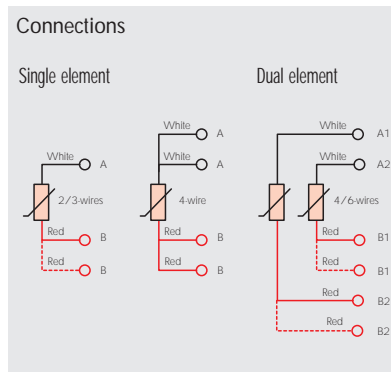 Connections
Single element
Dual element
White A
White A
2/3-wires
Red B
Red B
White A
White A
4-wire
Red B
Red B
White A1
White A2
4/6-wires
Red B1
Red B1
Red B2
Red B2